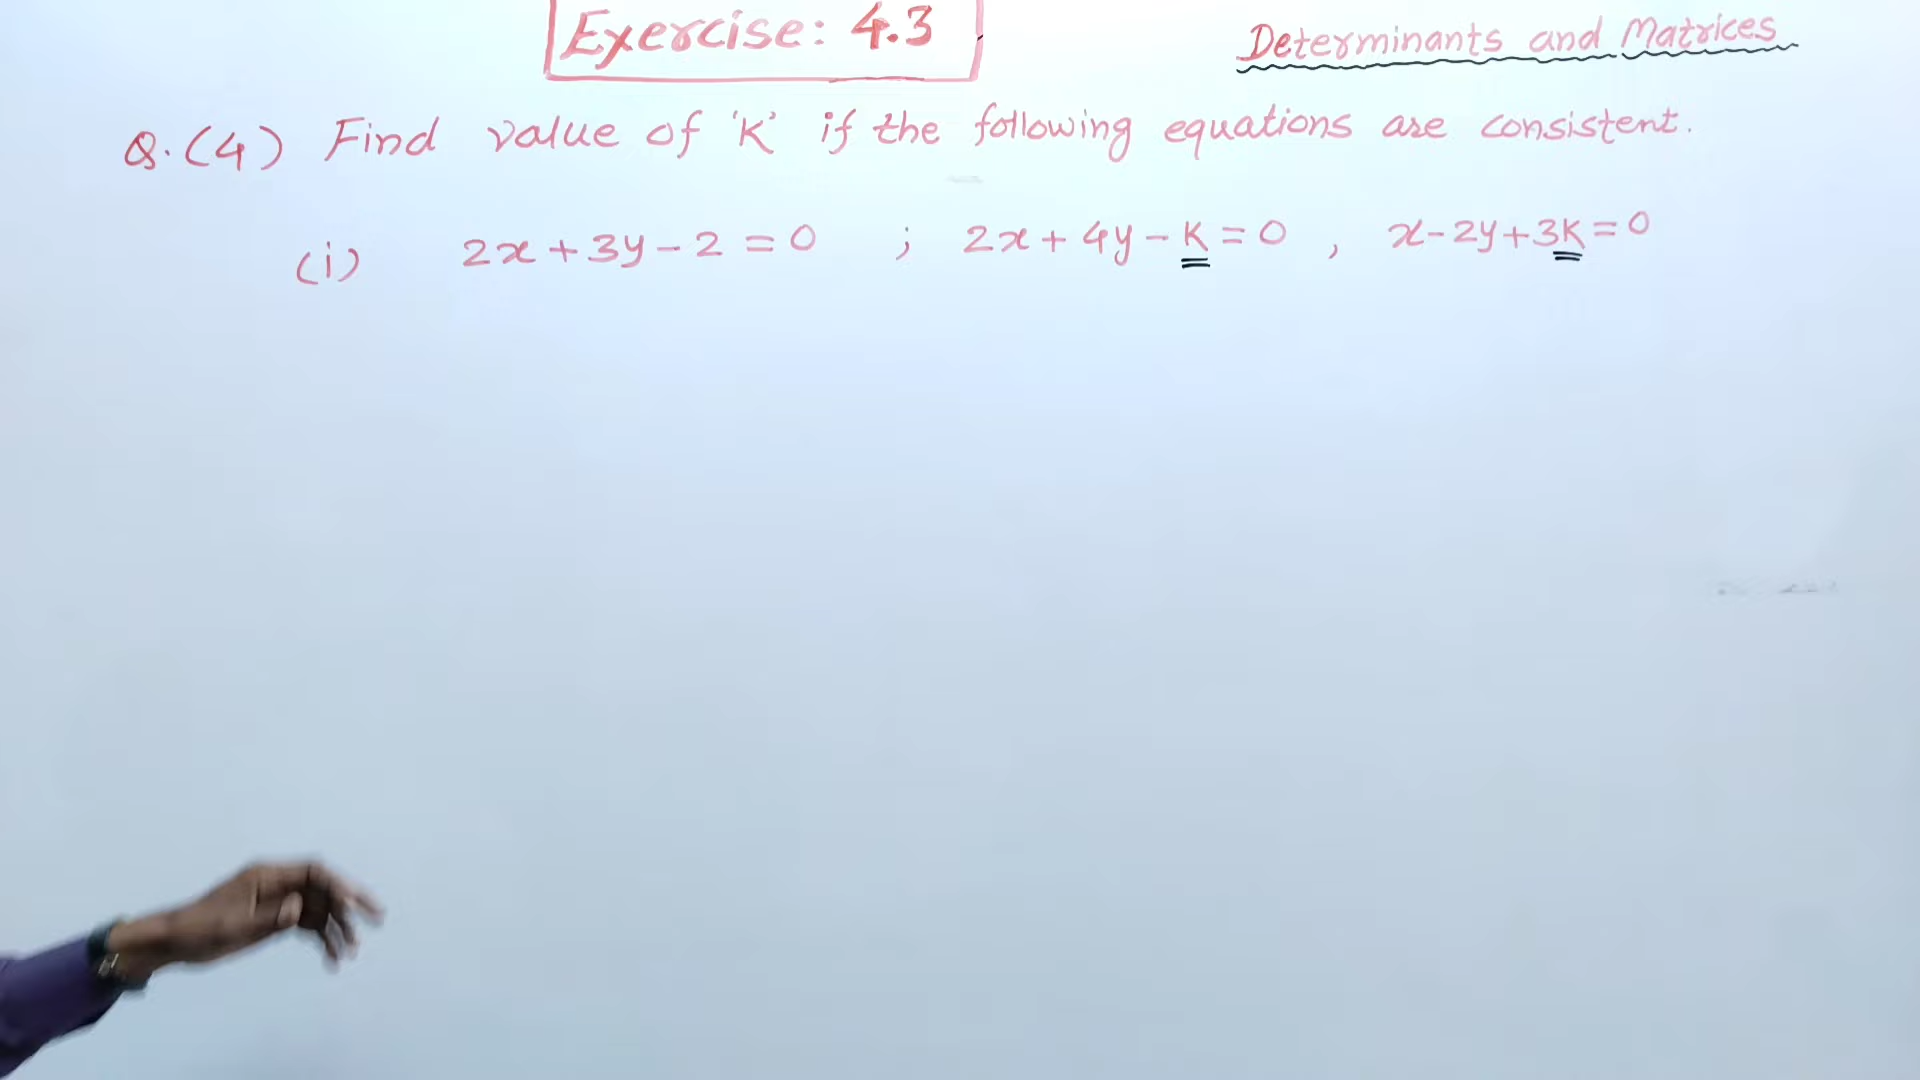 Exercise: 4.3
Determinants and Matrices
Q.(4) Find value of 'K' if the following equations are consistent.
(i) 2x+3y-2=0 ; 2x+4y-K=0 , x-2y+3K=0